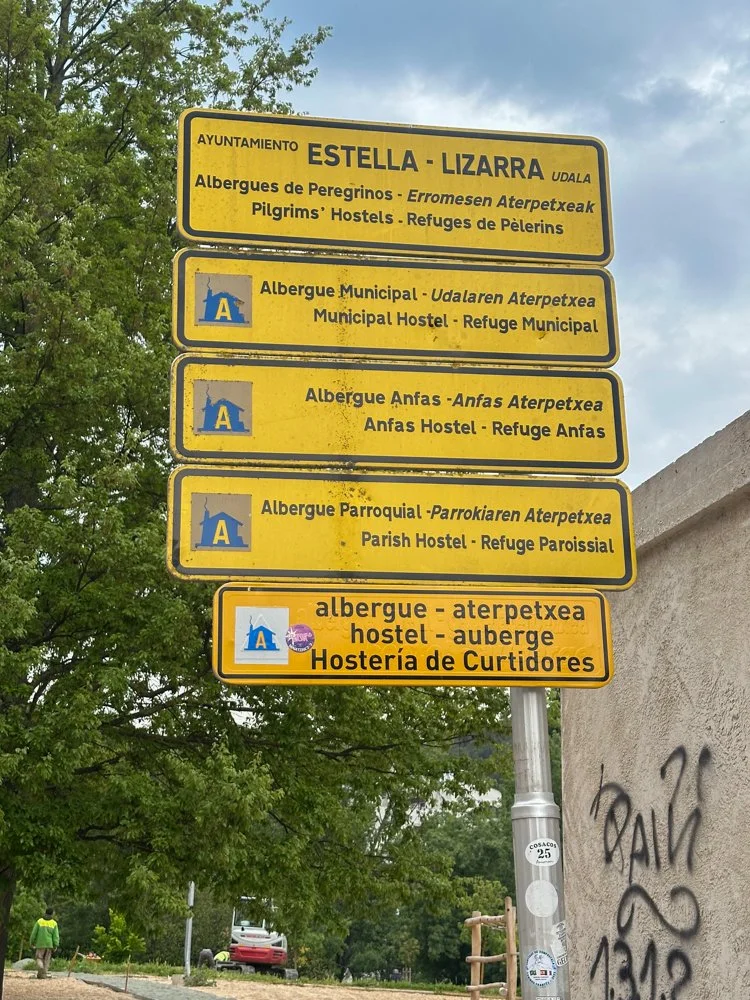 AYUNTAMIENTO ESTELLA - LIZARRA UDALA
Albergues de Peregrinos - Erromesen Aterpetxeak
Pilgrims' Hostels - Refuges de Pèlerins
A
Albergue Municipal - Udalaren Aterpetxea
Municipal Hostel - Refuge Municipal
A
Albergue Anfas - Anfas Aterpetxea
Anfas Hostel - Refuge Anfas
A
Albergue Parroquial - Parrokiaren Aterpetxea
Parish Hostel - Refuge Paroissial
A
albergue - aterpetxea
hostel - auberge
Hostería de Curtidores
COSACOS
25
1312